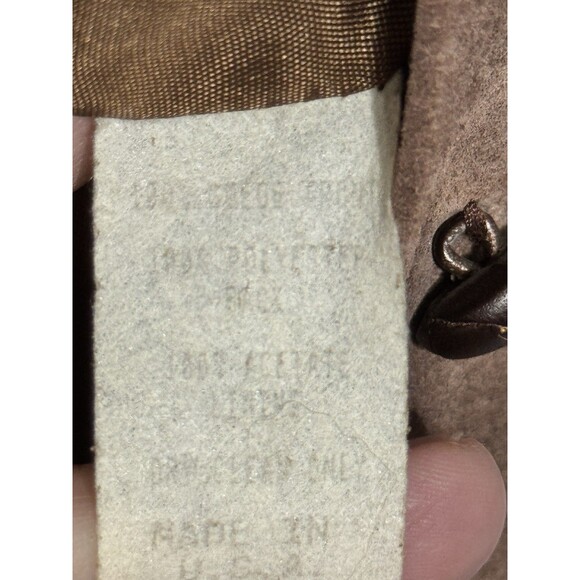 100% SUEDE FRONT
100% POLYESTER
BACK
100% ACETATE
LINING
DRY CLEAN ONLY
MADE IN
U.S.A.